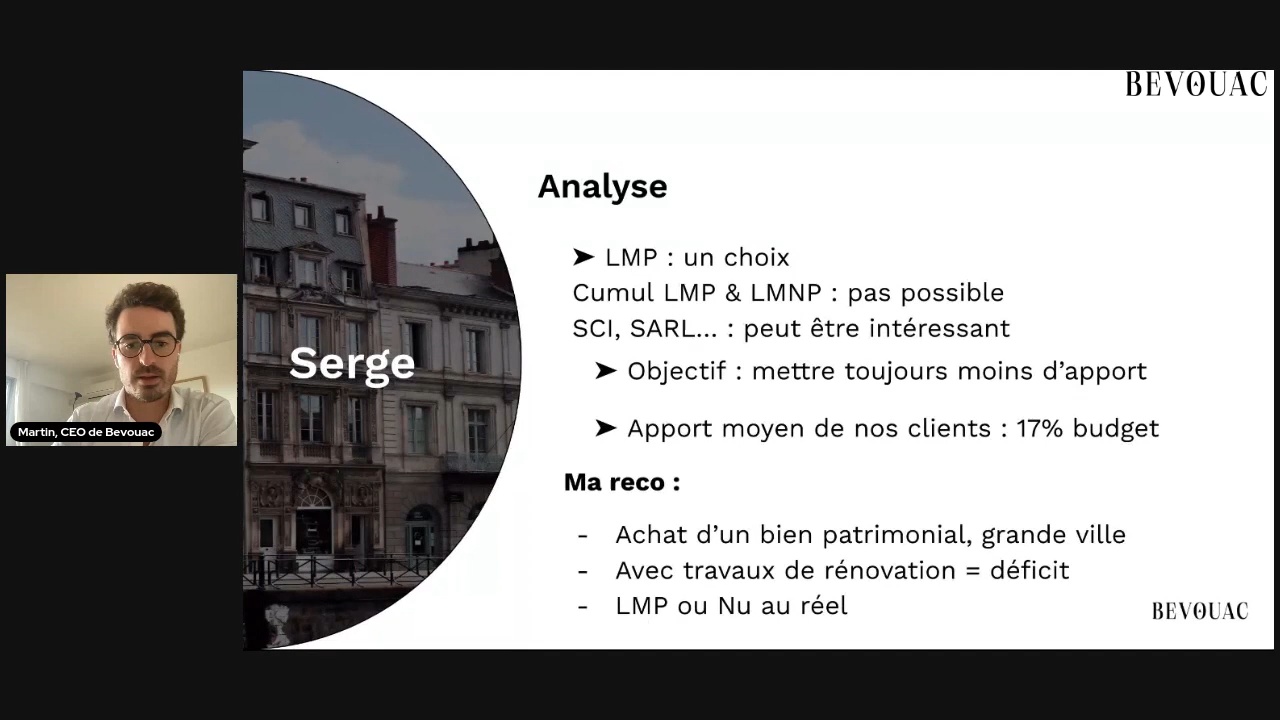 BEVOUAC
Analyse
➤ LMP : un choix
Cumul LMP & LMNP : pas possible
SCI, SARL... : peut être intéressant
➤ Objectif : mettre toujours moins d’apport
➤ Apport moyen de nos clients : 17% budget
Serge
Martin, CEO de Bevouac
Ma reco :
- Achat d’un bien patrimonial, grande ville
- Avec travaux de rénovation = déficit
- LMP ou Nu au réel
BEVOUAC